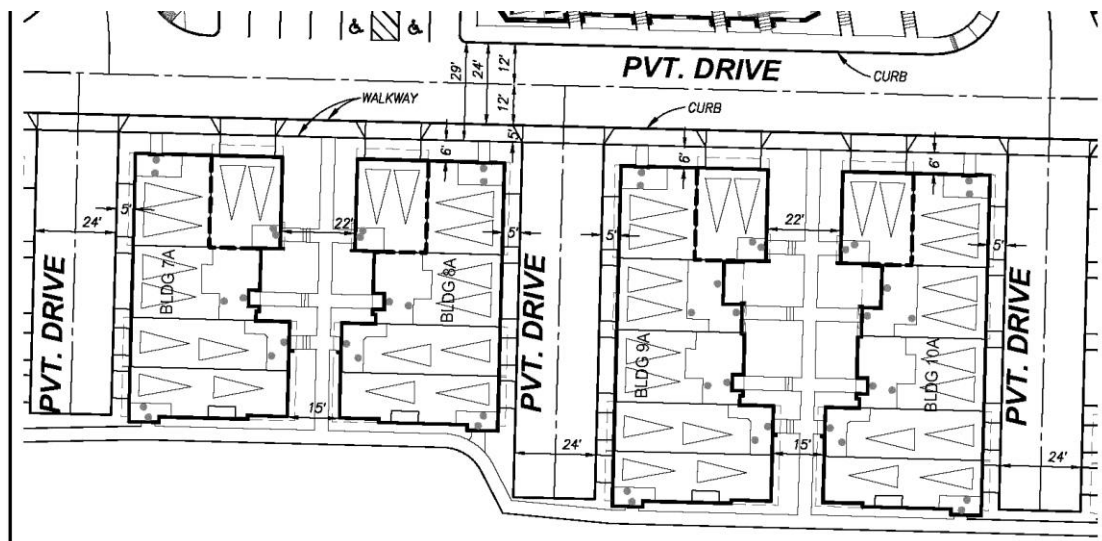 PVT. DRIVE
CURB
29'
24'
12'
12'
WALKWAY
CURB
5'
6'
6'
6'
24'
5'
22'
5'
5'
22'
5'
BLDG 7A
BLDG 8A
BLDG 9A
BLDG 10A
PVT. DRIVE
PVT. DRIVE
PVT. DRIVE
15'
15'
24'
24'